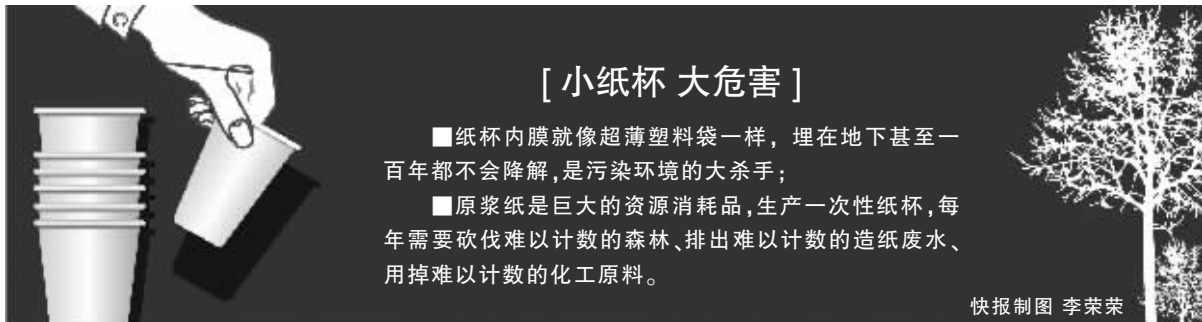 [ 小纸杯 大危害 ]
■纸杯内膜就像超薄塑料袋一样，埋在地下甚至一
百年都不会降解,是污染环境的大杀手；
■原浆纸是巨大的资源消耗品,生产一次性纸杯,每
年需要砍伐难以计数的森林、排出难以计数的造纸废水、
用掉难以计数的化工原料。
快报制图 李荣荣